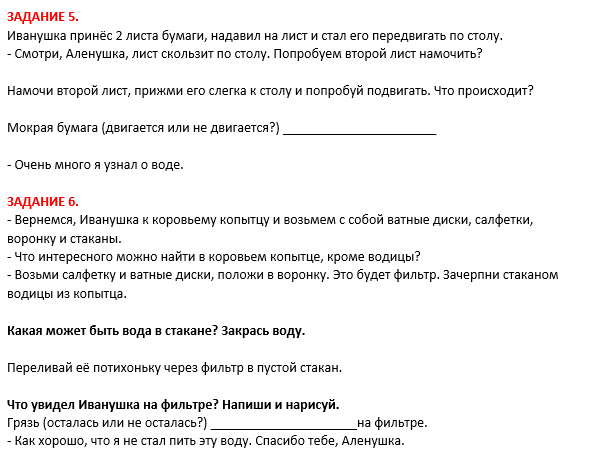 ЗАДАНИЕ 5.
Иванушка принёс 2 листа бумаги, надавил на лист и стал его передвигать по столу.
- Смотри, Аленушка, лист скользит по столу. Попробуем второй лист намочить?
Намочи второй лист, прижми его слегка к столу и попробуй подвигать. Что происходит?
Мокрая бумага (двигается или не двигается?) ______________________
- Очень много я узнал о воде.
ЗАДАНИЕ 6.
- Вернемся, Иванушка к коровьему копытцу и возьмем с собой ватные диски, салфетки,
воронку и стаканы.
- Что интересного можно найти в коровьем копытце, кроме водицы?
- Возьми салфетку и ватные диски, положи в воронку. Это будет фильтр. Зачерпни стаканом
водицы из копытца.
Какая может быть вода в стакане? Закрась воду.
Переливай её потихоньку через фильтр в пустой стакан.
Что увидел Иванушка на фильтре? Напиши и нарисуй.
Грязь (осталась или не осталась?) _____________________на фильтре.
- Как хорошо, что я не стал пить эту воду. Спасибо тебе, Аленушка.